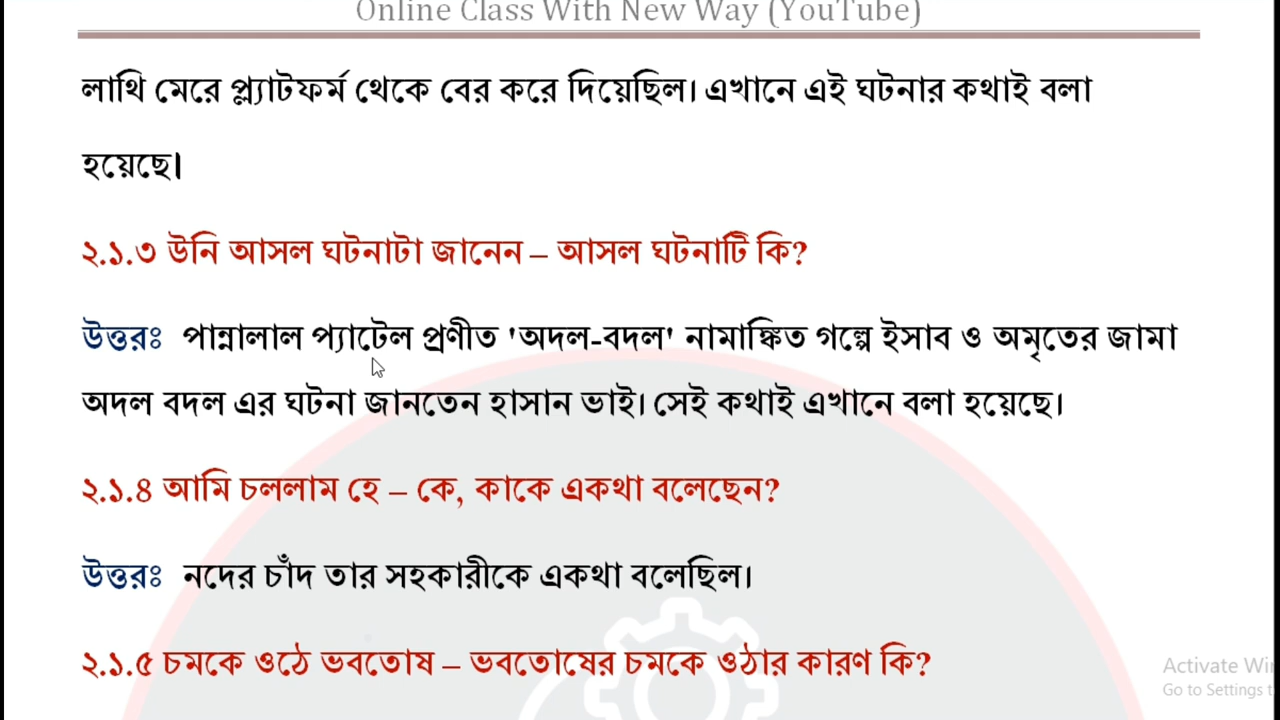 Online Class With New Way (YouTube)
লাথি মেরে প্ল্যাটফর্ম থেকে বের করে দিয়েছিল। এখানে এই ঘটনার কথাই বলা
হয়েছে।
২.১.৩ উনি আসল ঘটনাটা জানেন – আসল ঘটনাটি কি?
উত্তরঃ পান্নালাল প্যাটেল প্রণীত 'অদল-বদল' নামাঙ্কিত গল্পে ইসাব ও অমৃতের জামা
অদল বদল এর ঘটনা জানতেন হাসান ভাই। সেই কথাই এখানে বলা হয়েছে।
২.১.৪ আমি চললাম হে – কে, কাকে একথা বলেছেন?
উত্তরঃ নদের চাঁদ তার সহকারীকে একথা বলেছিল।
২.১.৫ চমকে ওঠে ভবতোষ – ভবতোষের চমকে ওঠার কারণ কি?
Activate
Go to Settings